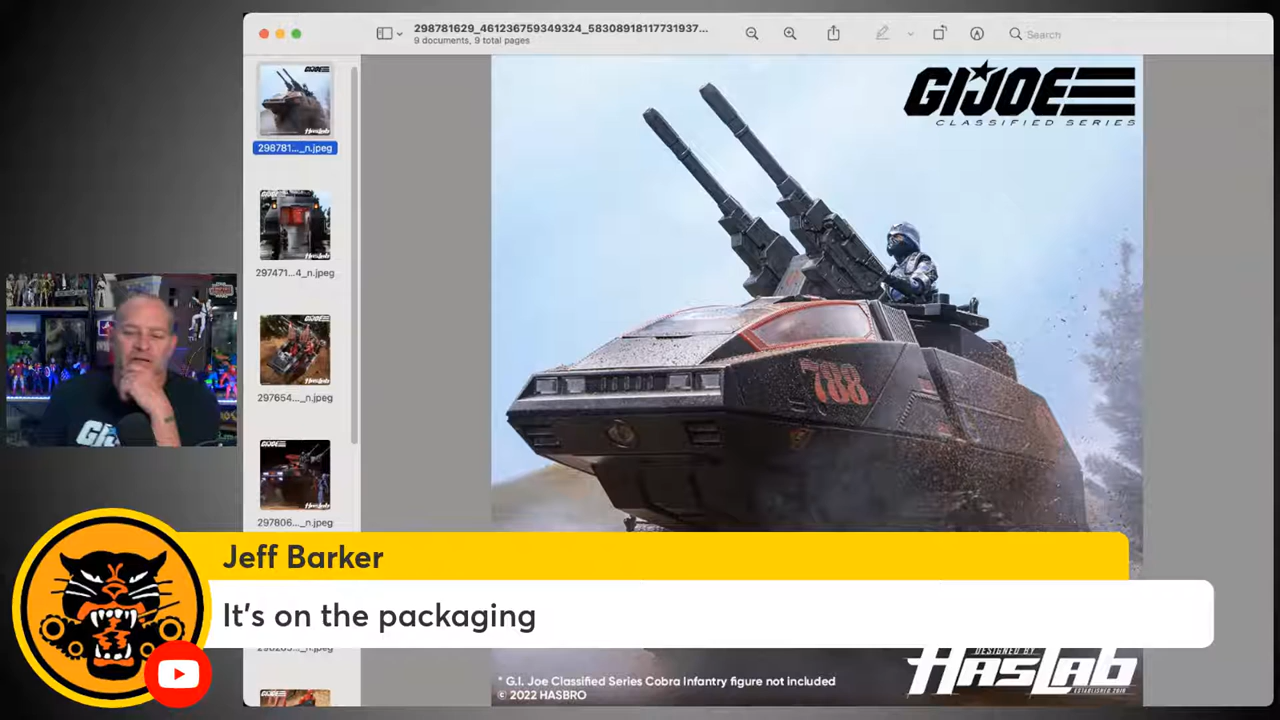 298781629_461236759349324_58308918117731937...
9 documents, 9 total pages
Search
298781..._n.jpeg
297471...4_n.jpeg
297654..._n.jpeg
297806..._n.jpeg
GI JOE
CLASSIFIED SERIES
788
Jeff Barker
It's on the packaging
DESIGNED BY
HASLAB
* G.I. Joe Classified Series Cobra Infantry figure not included
© 2022 HASBRO